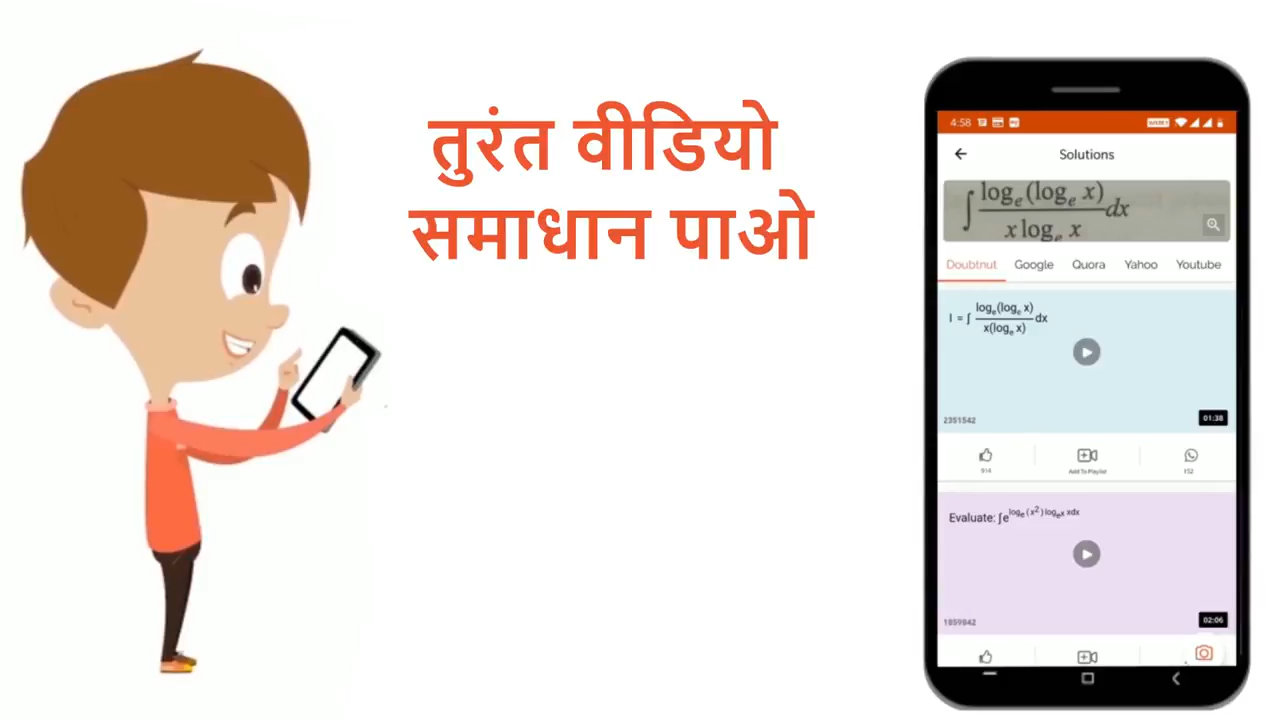 तुरंत वीडियो
समाधान पाओ
4:58
Solutions
∫ logₑ(logₑ x) / x logₑ x dx
Doubtnut Google Quora Yahoo Youtube
I = ∫ logₑ(logₑ x) / x(logₑ x) dx
2351542 01:38
914 Add To Playlist 152
Evaluate: ∫e^logₑ(x²) logₑx xdx
1859842 02:06